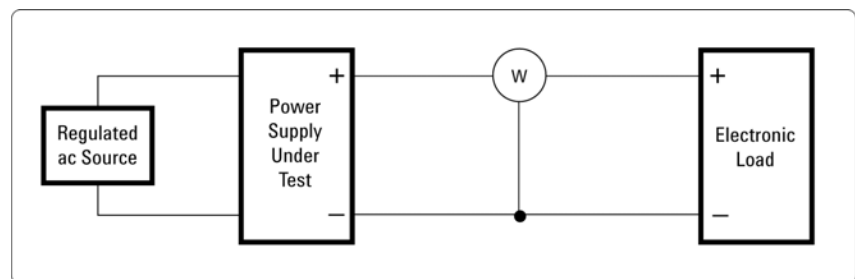 Regulated
ac Source
+
Power
Supply
Under
Test
−
W
+
Electronic
Load
−